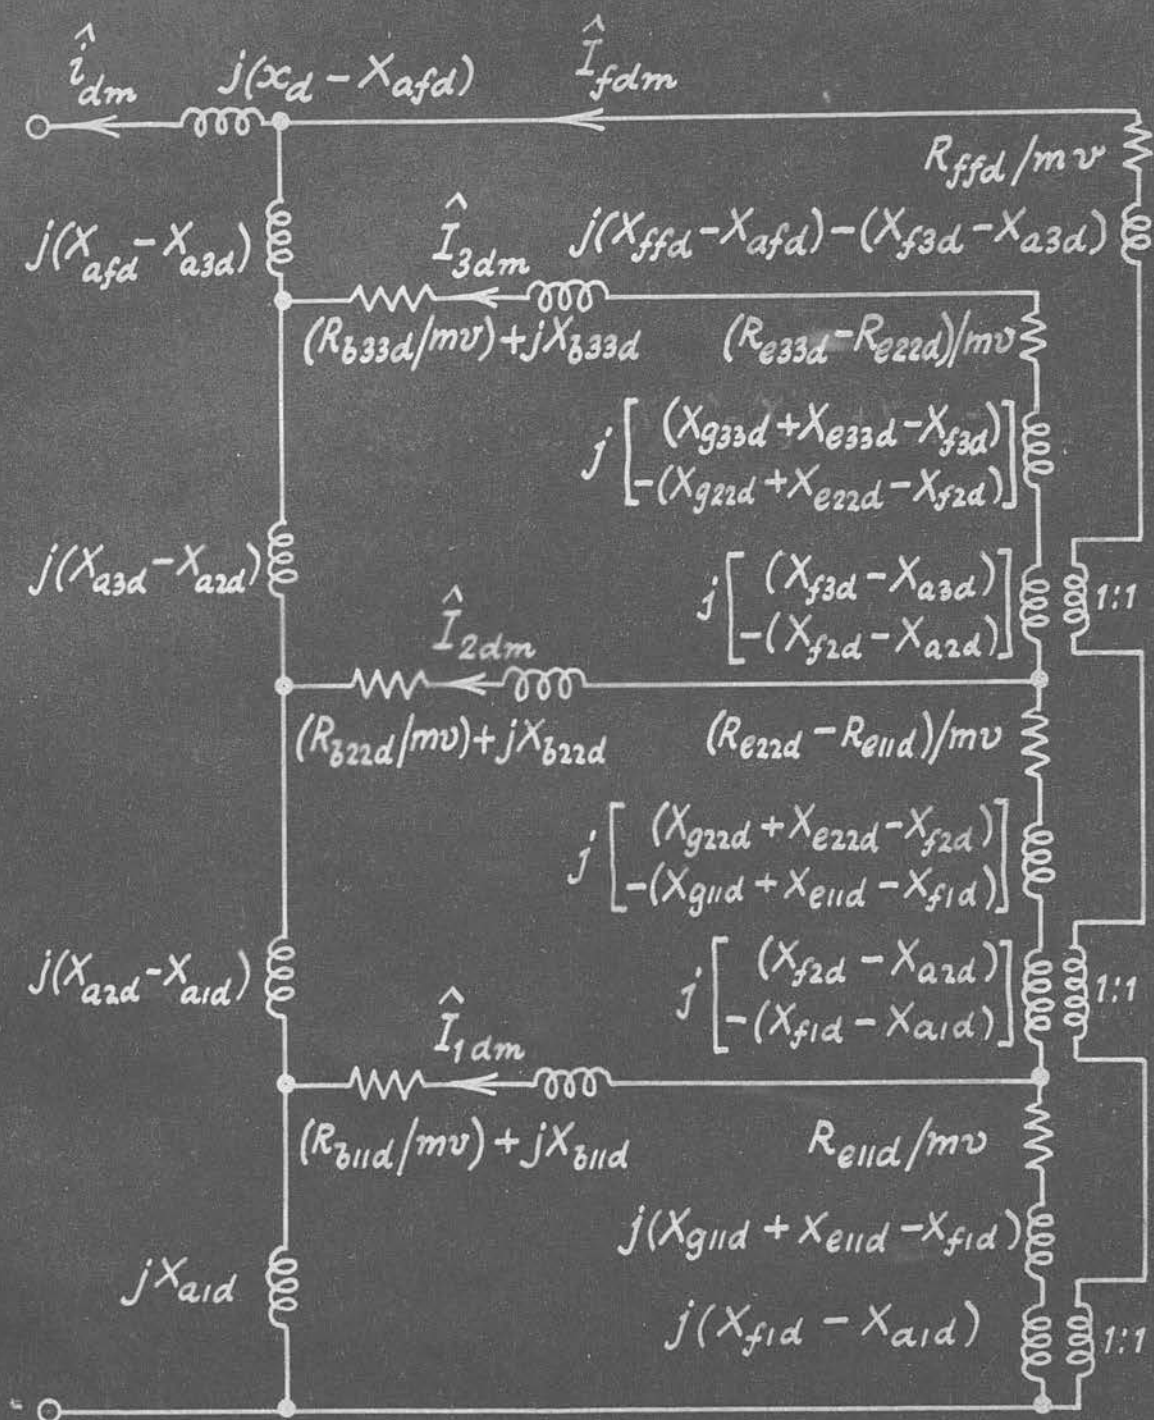 î_dm
j(x_d − X_afd)
Î_fdm
R_ffd/mv
j(X_ffd − X_afd) − (X_f3d − X_a3d)
j(X_afd − X_a3d)
Î_3dm
(R_b33d/mv) + jX_b33d
(R_e33d − R_e22d)/mv
j[(X_g33d + X_e33d − X_f3d)
−(X_g22d + X_e22d − X_f2d)]
j(X_a3d − X_a2d)
j[(X_f3d − X_a3d)
−(X_f2d − X_a2d)]
1:1
Î_2dm
(R_b22d/mv) + jX_b22d
(R_e22d − R_e11d)/mv
j[(X_g22d + X_e22d − X_f2d)
−(X_g11d + X_e11d − X_f1d)]
j(X_a2d − X_a1d)
j[(X_f2d − X_a2d)
−(X_f1d − X_a1d)]
1:1
Î_1dm
(R_b11d/mv) + jX_b11d
R_e11d/mv
j(X_g11d + X_e11d − X_f1d)
jX_a1d
j(X_f1d − X_a1d)
1:1